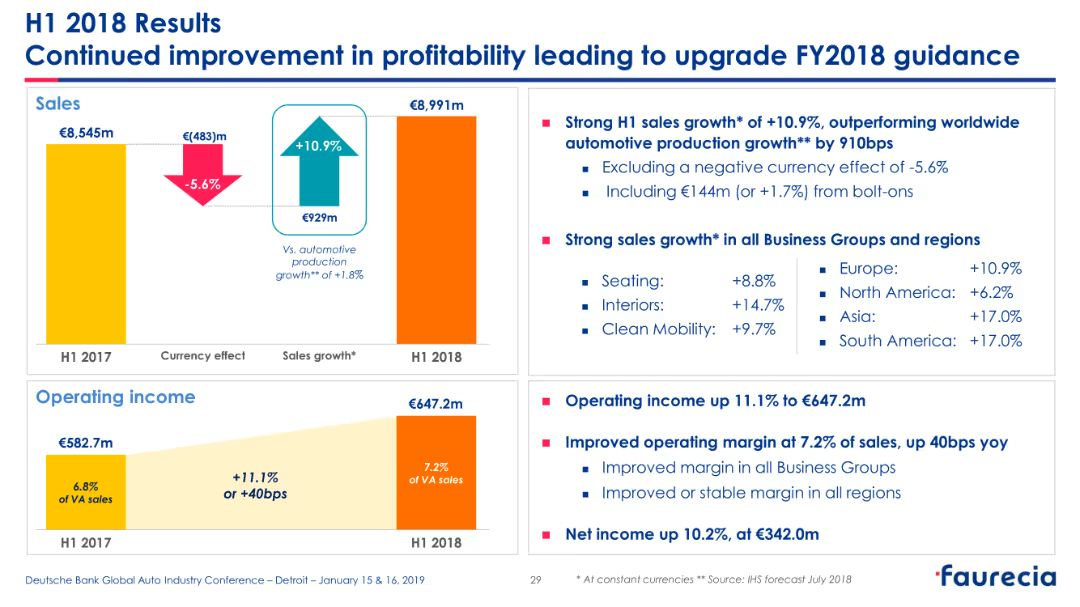 H1 2018 Results
Continued improvement in profitability leading to upgrade FY2018 guidance
Sales
€8,545m
€(483)m
-5.6%
+10.9%
€929m
Vs. automotive
production
growth** of +1.8%
€8,991m
H1 2017
Currency effect
Sales growth*
H1 2018
Strong H1 sales growth* of +10.9%, outperforming worldwide
automotive production growth** by 910bps
Excluding a negative currency effect of -5.6%
Including €144m (or +1.7%) from bolt-ons
Strong sales growth* in all Business Groups and regions
Seating: +8.8%
Interiors: +14.7%
Clean Mobility: +9.7%
Europe: +10.9%
North America: +6.2%
Asia: +17.0%
South America: +17.0%
Operating income
€582.7m
6.8%
of VA sales
+11.1%
or +40bps
€647.2m
7.2%
of VA sales
H1 2017
H1 2018
Operating income up 11.1% to €647.2m
Improved operating margin at 7.2% of sales, up 40bps yoy
Improved margin in all Business Groups
Improved or stable margin in all regions
Net income up 10.2%, at €342.0m
Deutsche Bank Global Auto Industry Conference – Detroit – January 15 & 16, 2019
29
* At constant currencies ** Source: IHS forecast July 2018
faurecia